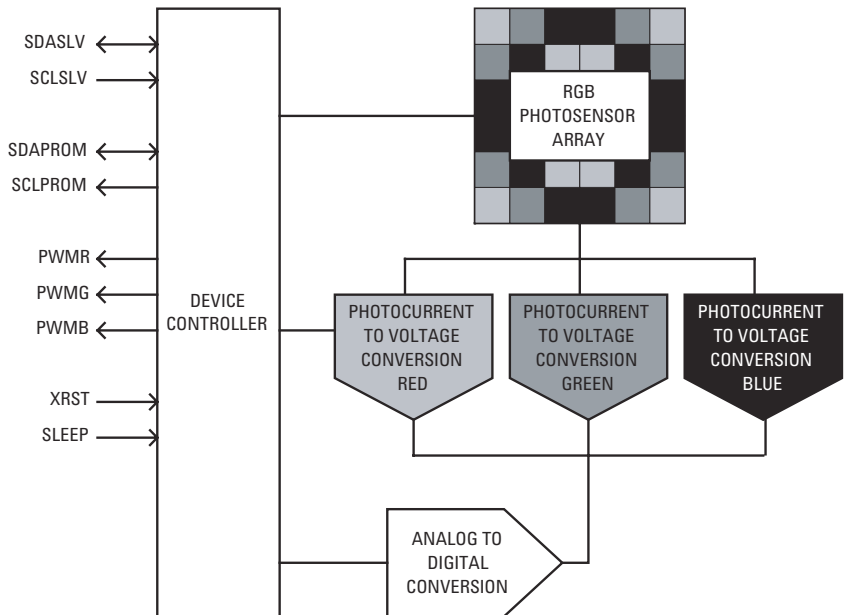 SDASLV
SCLSLV
SDAPROM
SCLPROM
PWMR
PWMG
PWMB
XRST
SLEEP
DEVICE
CONTROLLER
RGB
PHOTOSENSOR
ARRAY
PHOTOCURRENT
TO VOLTAGE
CONVERSION
RED
PHOTOCURRENT
TO VOLTAGE
CONVERSION
GREEN
PHOTOCURRENT
TO VOLTAGE
CONVERSION
BLUE
ANALOG TO
DIGITAL
CONVERSION